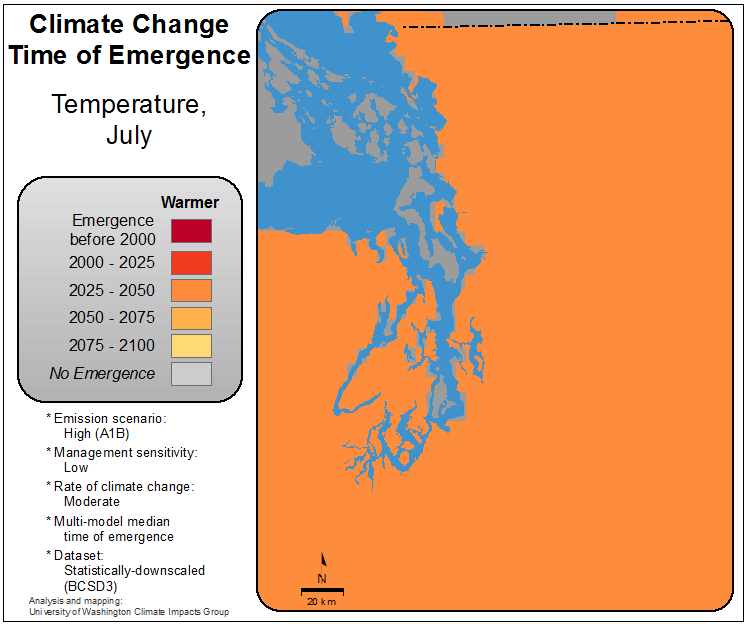 Climate Change
Time of Emergence
Temperature,
July
Warmer
Emergence
before 2000
2000 - 2025
2025 - 2050
2050 - 2075
2075 - 2100
No Emergence
* Emission scenario:
High (A1B)
* Management sensitivity:
Low
* Rate of climate change:
Moderate
* Multi-model median
time of emergence
* Dataset:
Statistically-downscaled
(BCSD3)
Analysis and mapping:
University of Washington Climate Impacts Group
N
20 km